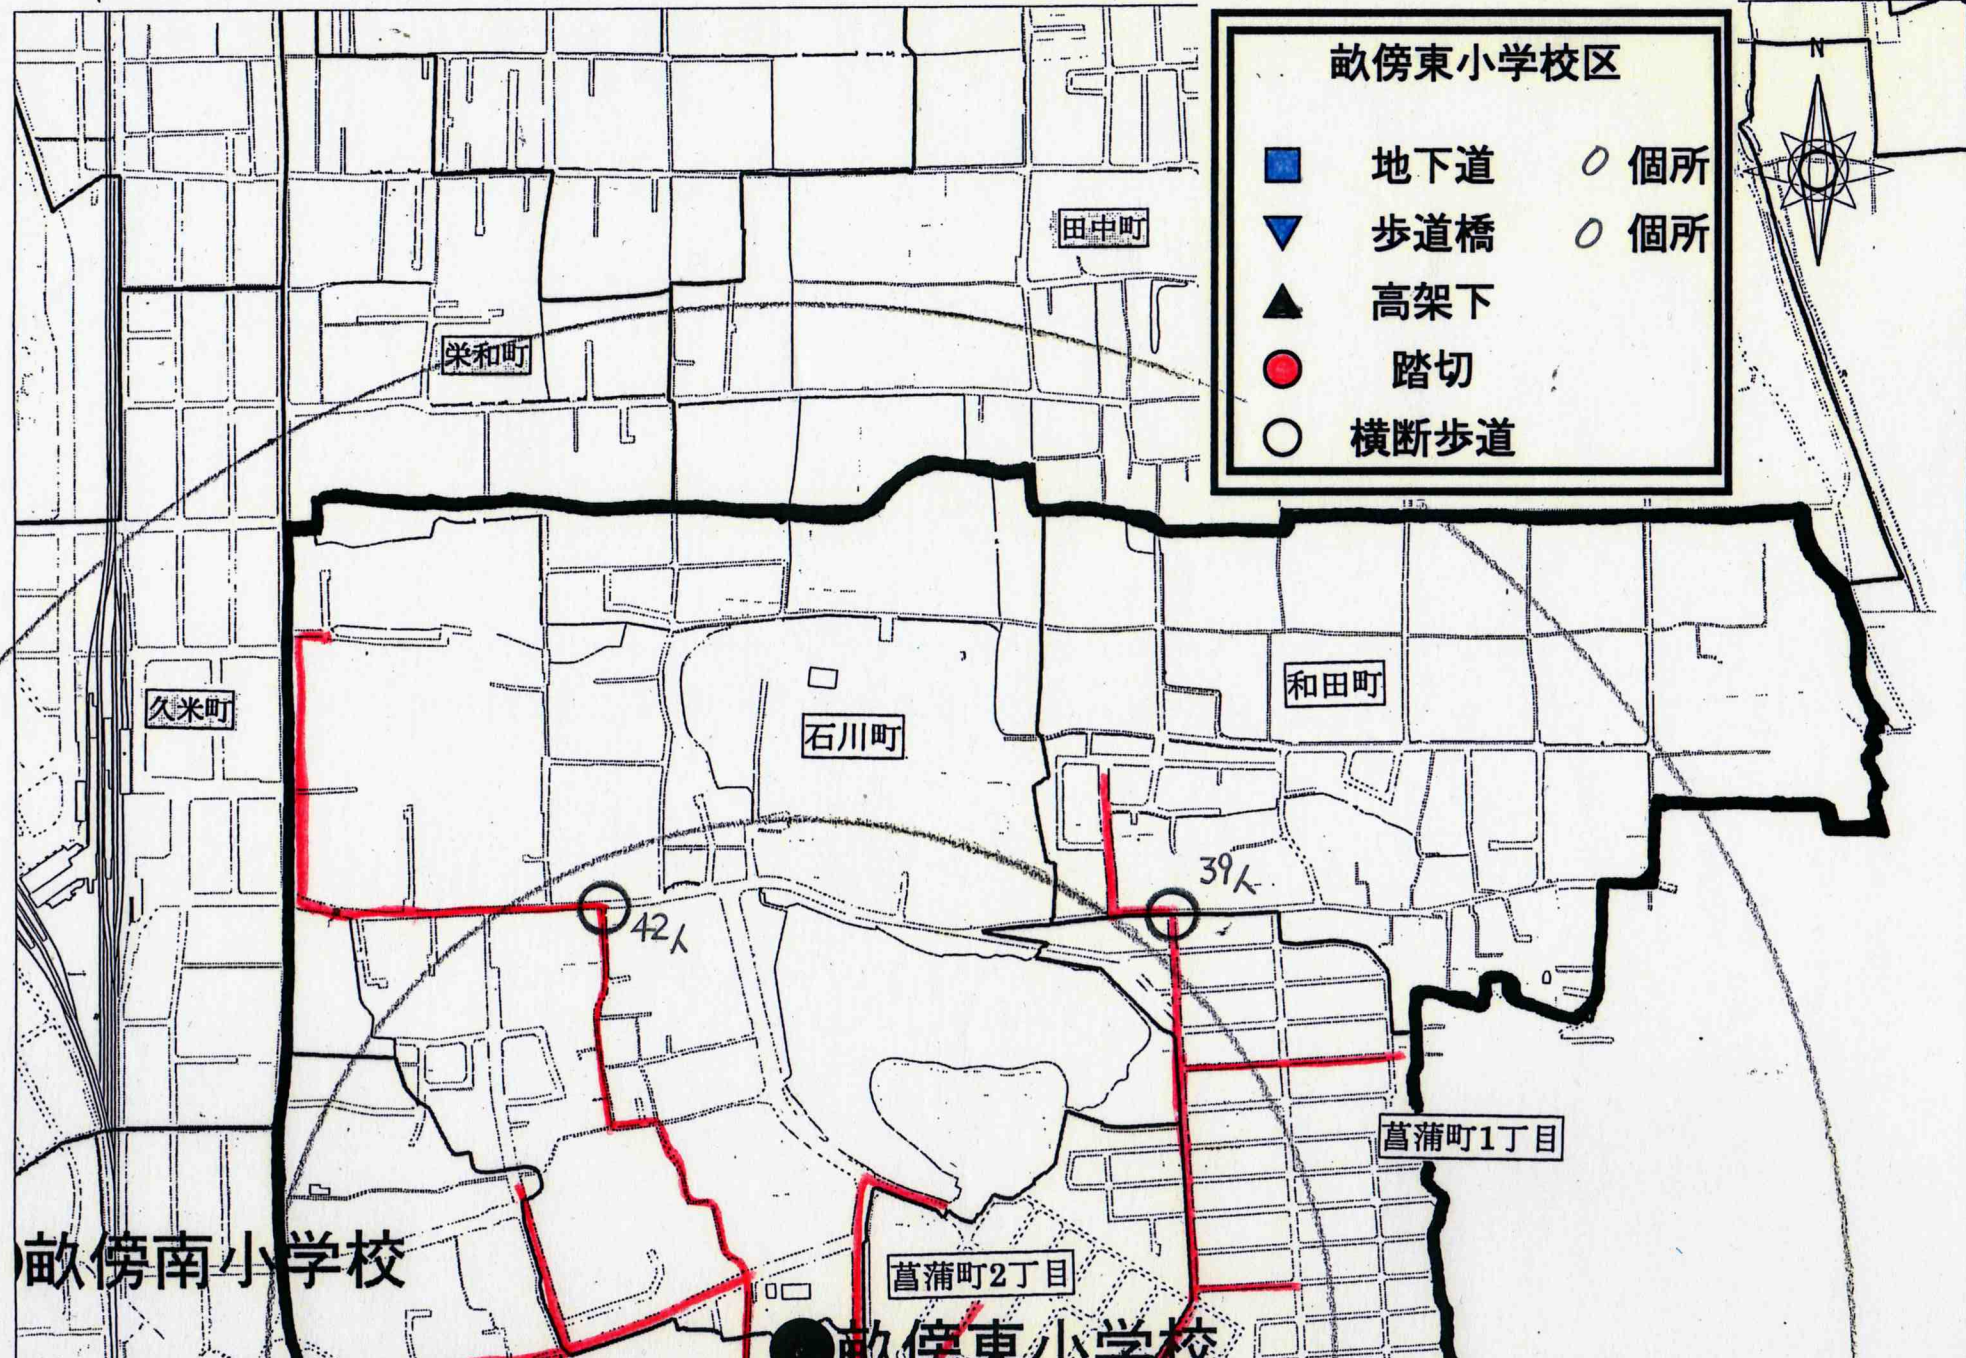 畝傍東小学校区
N
地下道 0 個所
歩道橋 0 個所
高架下
踏切
横断歩道
田中町
栄和町
久米町
石川町
和田町
39人
42人
菖蒲町1丁目
畝傍南小学校
菖蒲町2丁目
畝傍東小学校